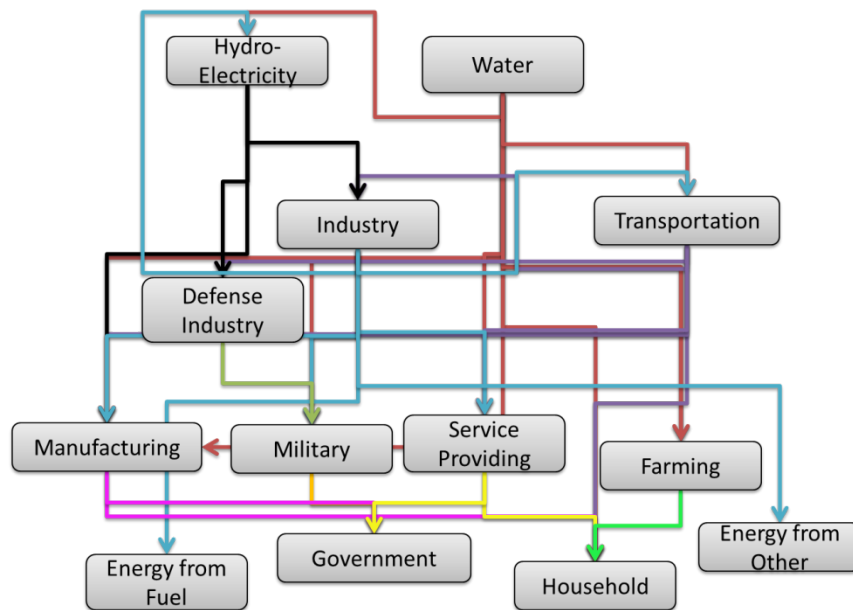 Hydro-
Electricity
Water
Industry
Transportation
Defense
Industry
Manufacturing
Military
Service
Providing
Farming
Energy from
Fuel
Government
Household
Energy from
Other